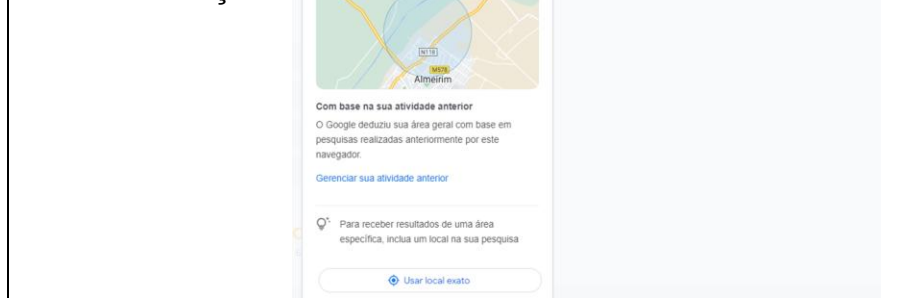 N118
M578
Almeirim
Com base na sua atividade anterior
O Google deduziu sua área geral com base em
pesquisas realizadas anteriormente por este
navegador.
Gerenciar sua atividade anterior
Para receber resultados de uma área
específica, inclua um local na sua pesquisa
Usar local exato